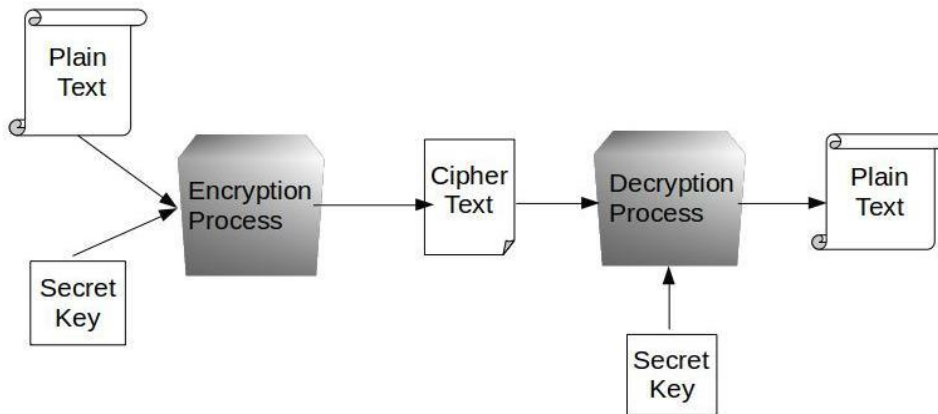 Plain
Text
Encryption
Process
Secret
Key
Cipher
Text
Decryption
Process
Secret
Key
Plain
Text